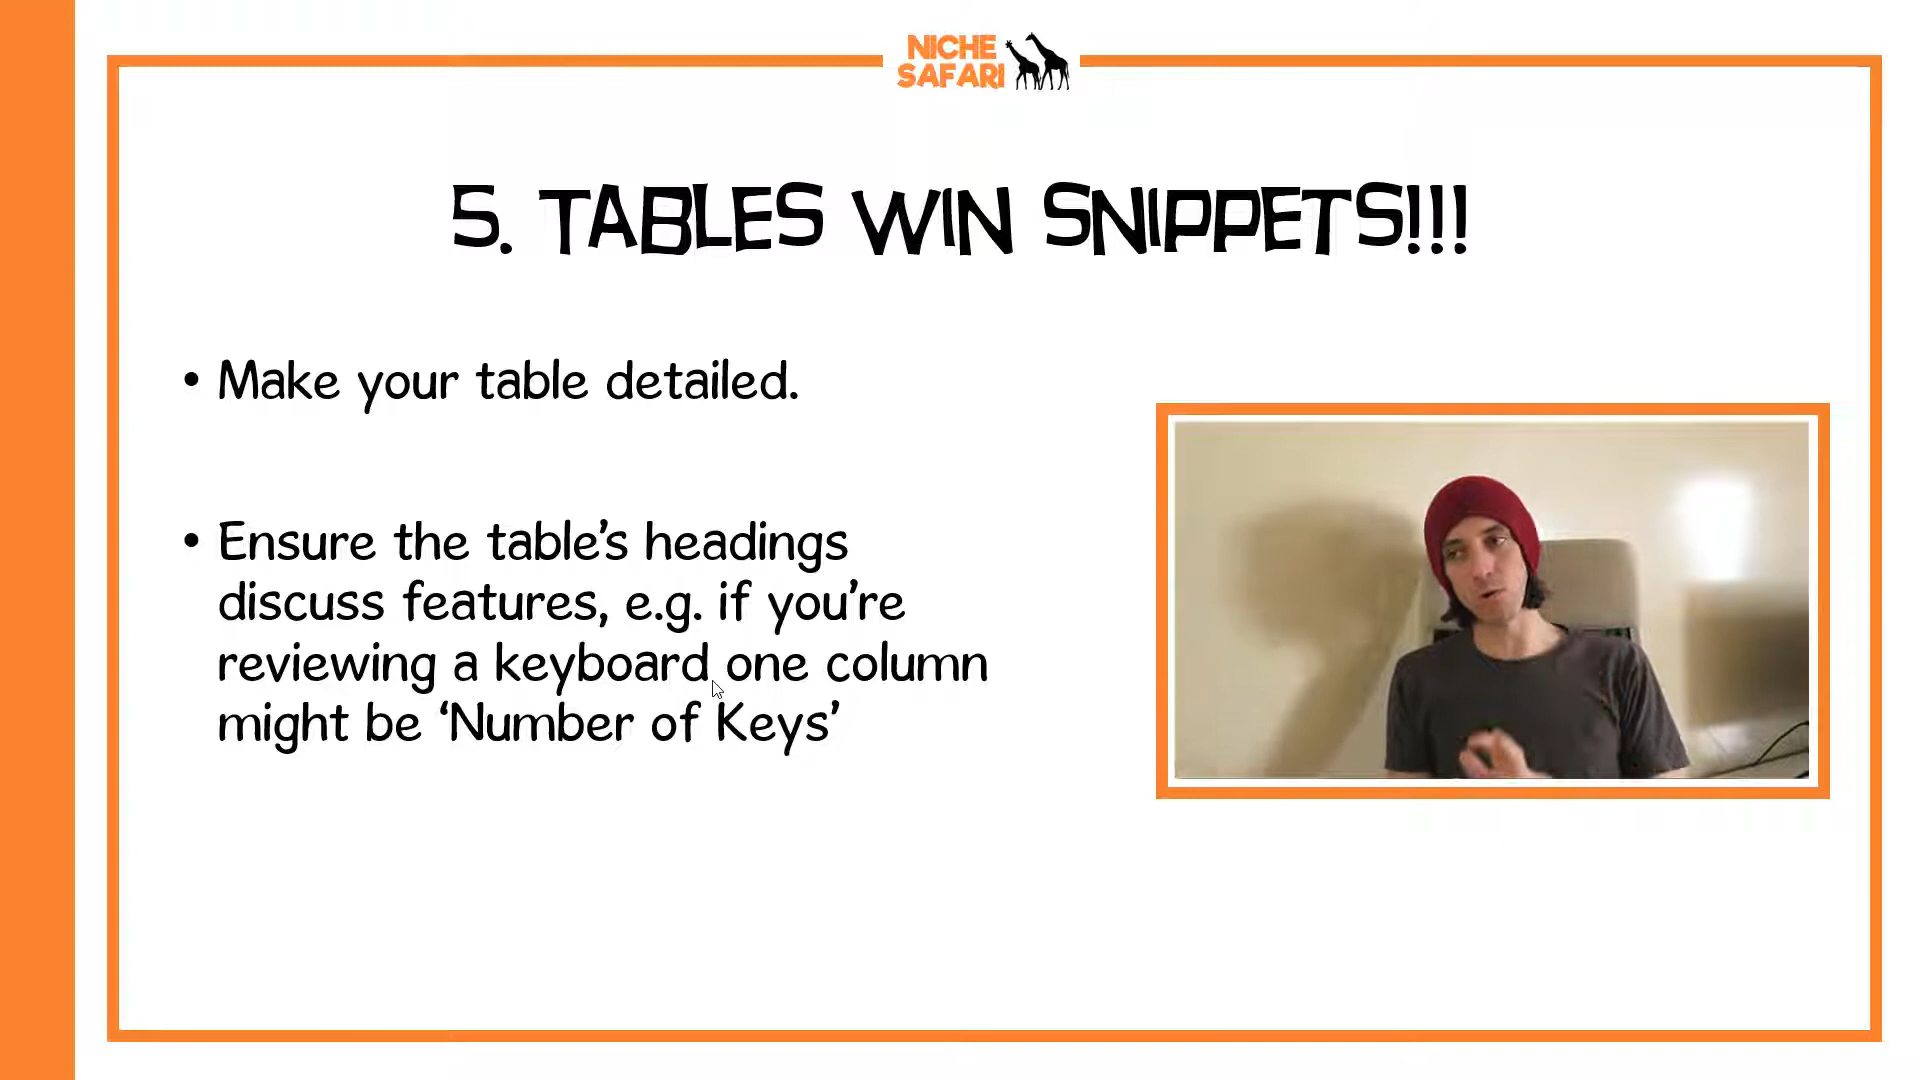 NICHE
SAFARI
5. TABLES WIN SNIPPETS!!!
• Make your table detailed.
• Ensure the table’s headings
discuss features, e.g. if you’re
reviewing a keyboard one column
might be ‘Number of Keys’